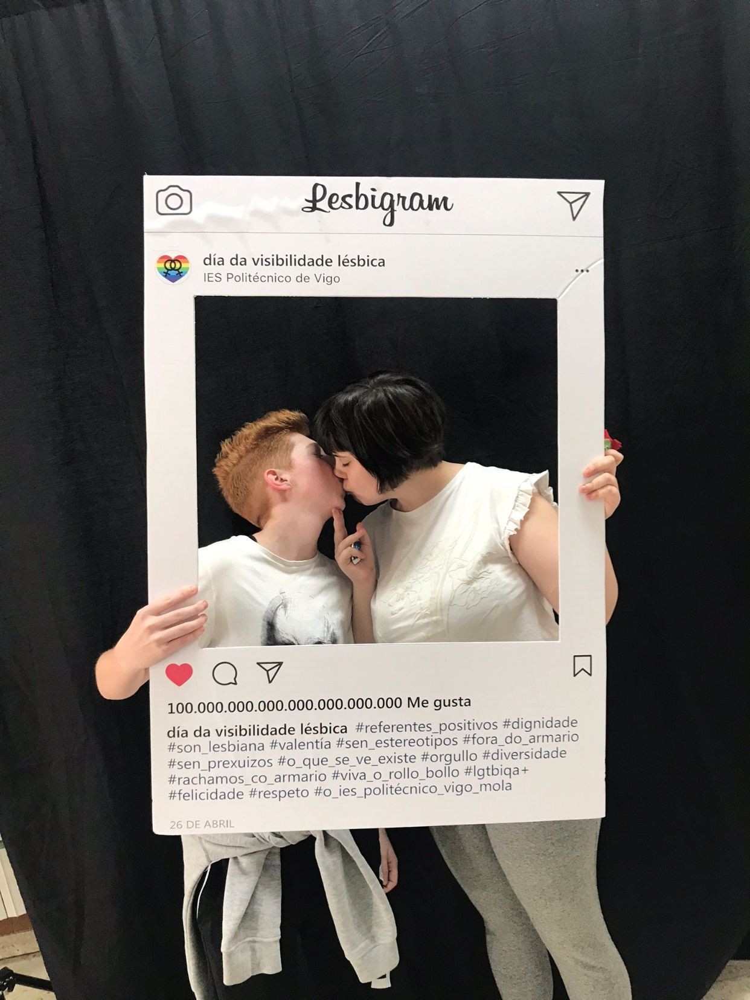 Lesbigram
día da visibilidade lésbica
IES Politécnico de Vigo
100.000.000.000.000.000.000.000 Me gusta
día da visibilidade lésbica #referentes_positivos #dignidade
#son_lesbiana #valentía #sen_estereotipos #fora_do_armario
#sen_prexuizos #o_que_se_ve_existe #orgullo #diversidade
#rachamos_co_armario #viva_o_rollo_bollo #lgtbiqa+
#felicidade #respeto #o_ies_politécnico_vigo_mola
26 DE ABRIL